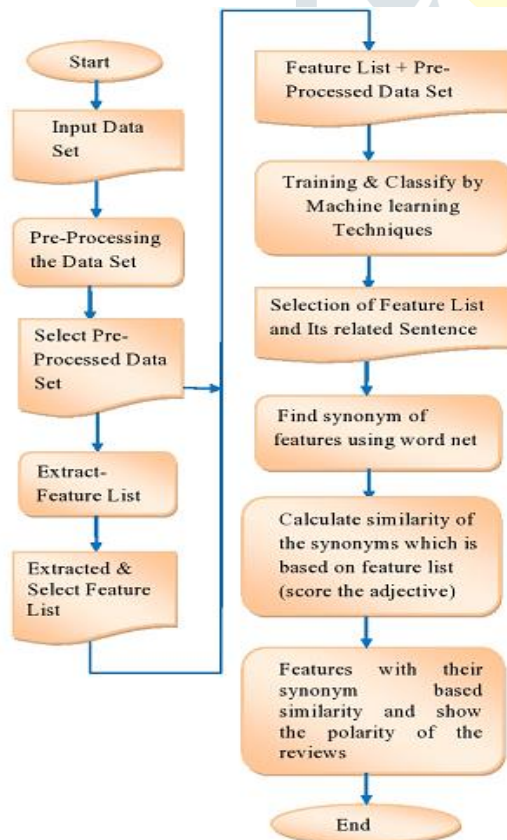 Start
Input Data
Set
Pre-Processing
the Data Set
Select Pre-
Processed Data
Set
Extract-
Feature List
Extracted &
Select Feature
List
Feature List + Pre-
Processed Data Set
Training & Classify by
Machine learning
Techniques
Selection of Feature List
and Its related Sentence
Find synonym of
features using word net
Calculate similarity of
the synonyms which is
based on feature list
(score the adjective)
Features with their
synonym based
similarity and show
the polarity of the
reviews
End